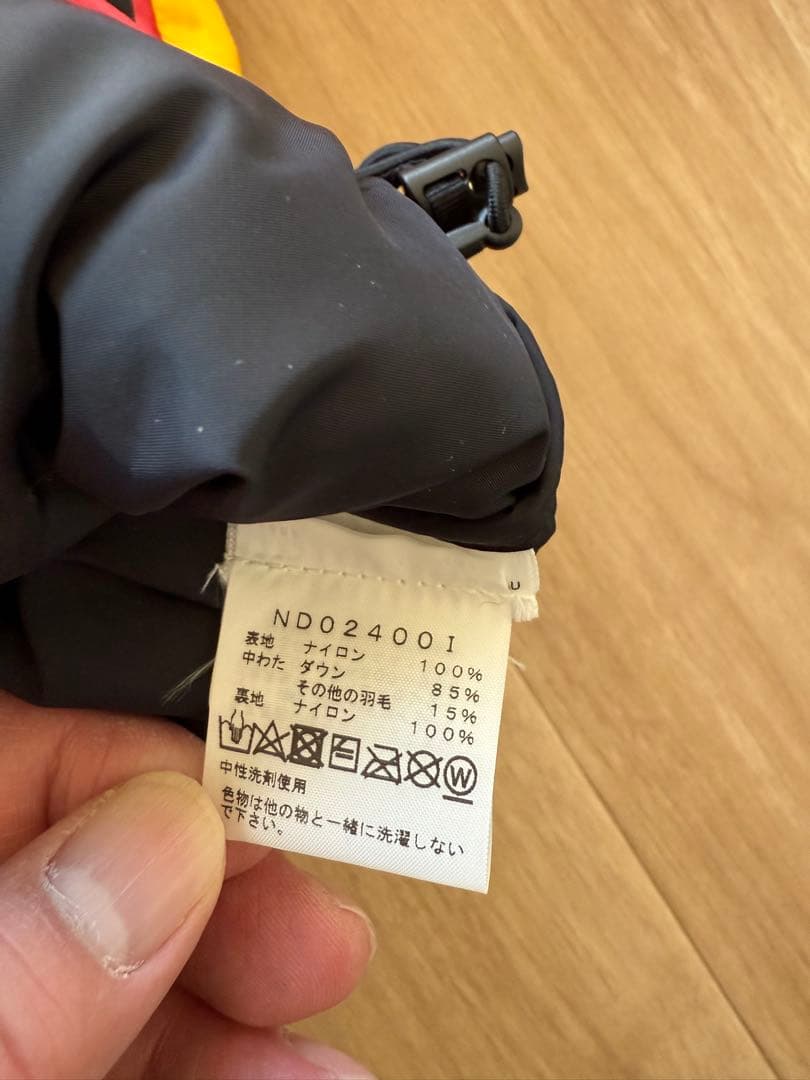 U
ND02400I
表地 ナイロン 100%
中わた ダウン 85%
その他の羽毛 15%
裏地 ナイロン 100%
W
中性洗剤使用
色物は他の物と一緒に洗濯しない
で下さい。